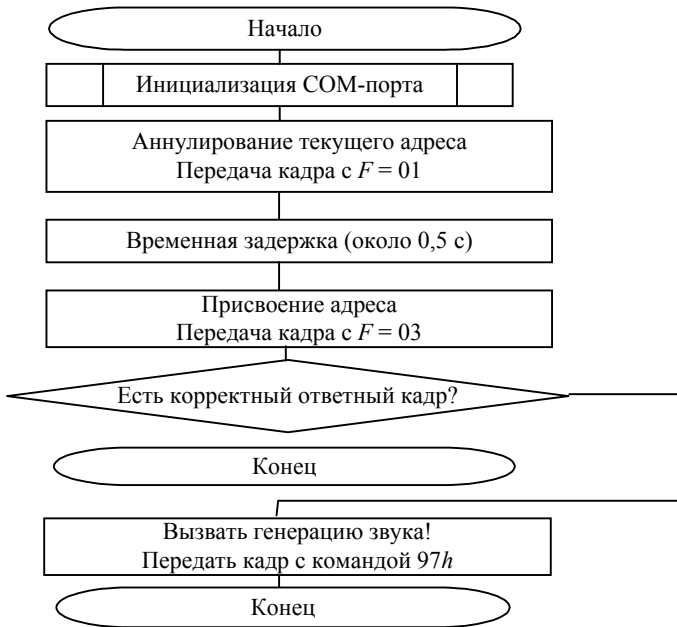 Начало
Инициализация COM-порта
Аннулирование текущего адреса
Передача кадра с F = 01
Временная задержка (около 0,5 с)
Присвоение адреса
Передача кадра с F = 03
Есть корректный ответный кадр?
Конец
Вызвать генерацию звука!
Передать кадр с командой 97h
Конец